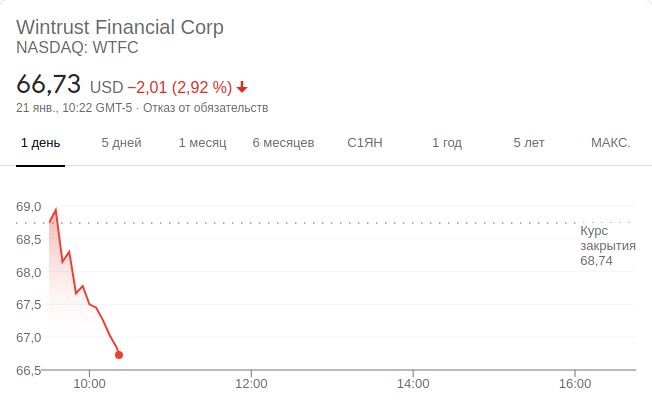 Wintrust Financial Corp
NASDAQ: WTFC
66,73 USD −2,01 (2,92 %)
21 янв., 10:22 GMT-5 · Отказ от обязательств
1 день 5 дней 1 месяц 6 месяцев С1ЯН 1 год 5 лет МАКС.
69,0
Курс
68,5
закрытия
68,74
68,0
67,5
67,0
66,5
10:00 12:00 14:00 16:00